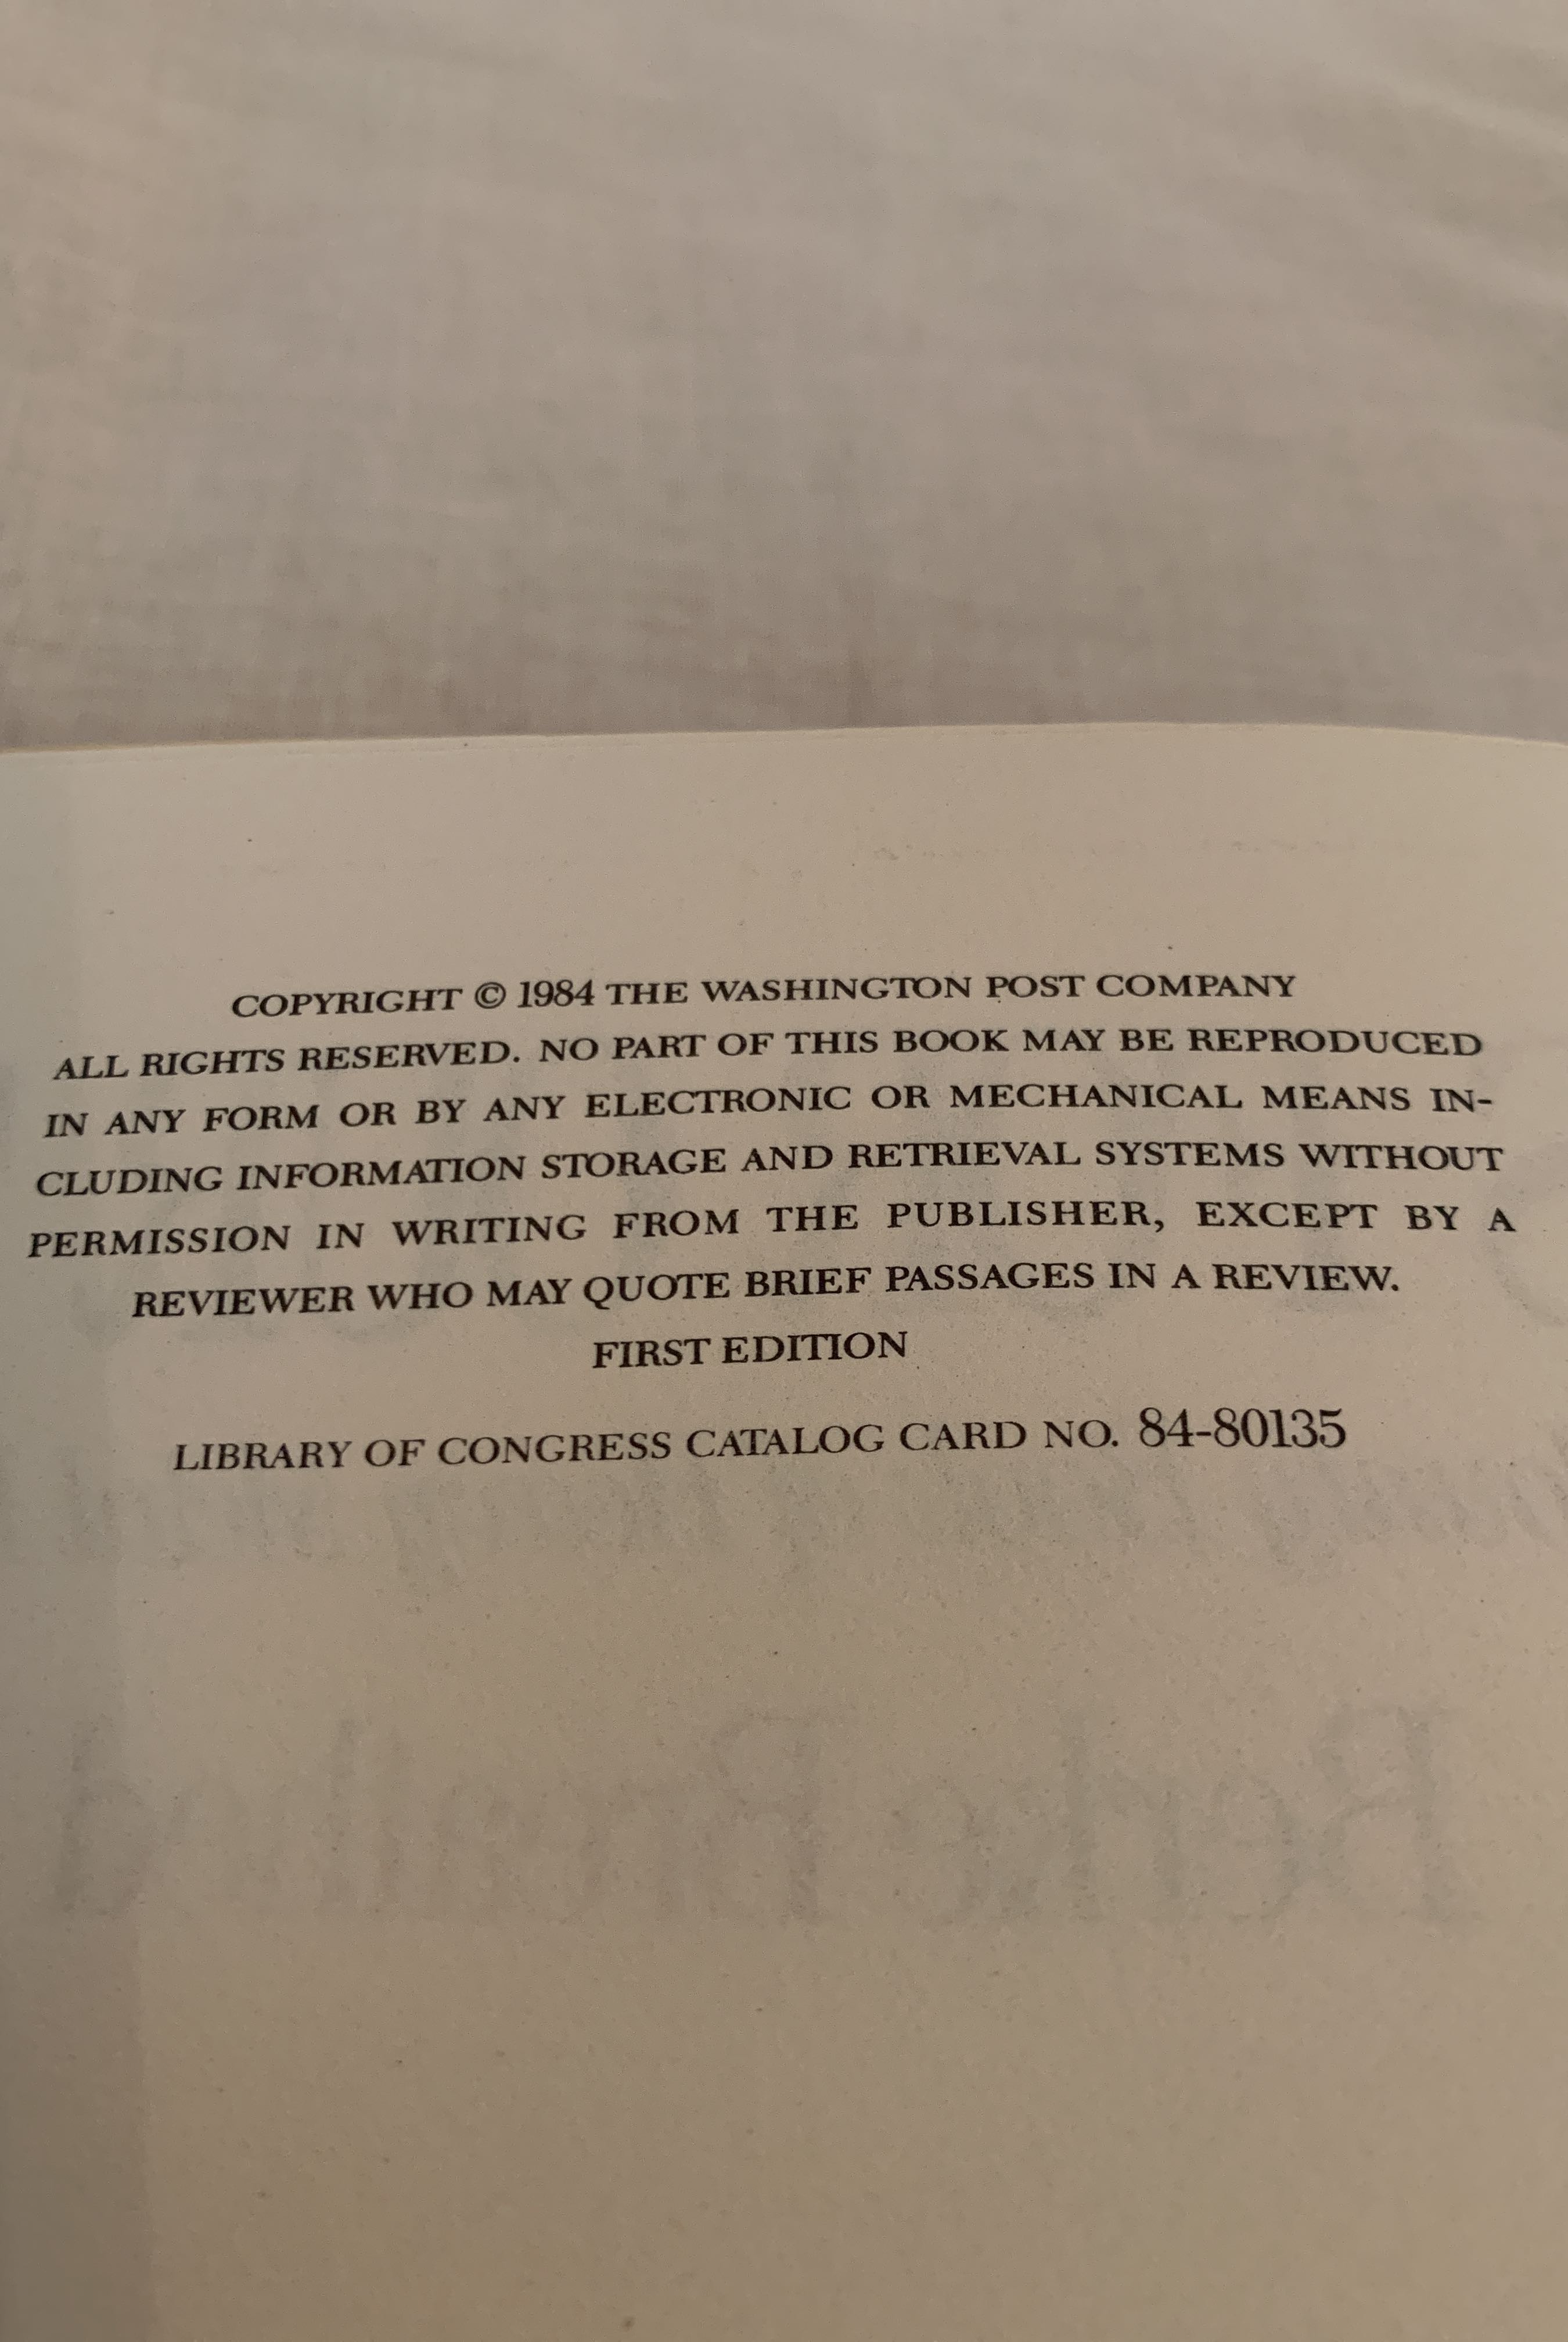 COPYRIGHT © 1984 THE WASHINGTON POST COMPANY
ALL RIGHTS RESERVED. NO PART OF THIS BOOK MAY BE REPRODUCED
IN ANY FORM OR BY ANY ELECTRONIC OR MECHANICAL MEANS IN-
CLUDING INFORMATION STORAGE AND RETRIEVAL SYSTEMS WITHOUT
PERMISSION IN WRITING FROM THE PUBLISHER, EXCEPT BY A
REVIEWER WHO MAY QUOTE BRIEF PASSAGES IN A REVIEW.
FIRST EDITION
LIBRARY OF CONGRESS CATALOG CARD NO. 84-80135